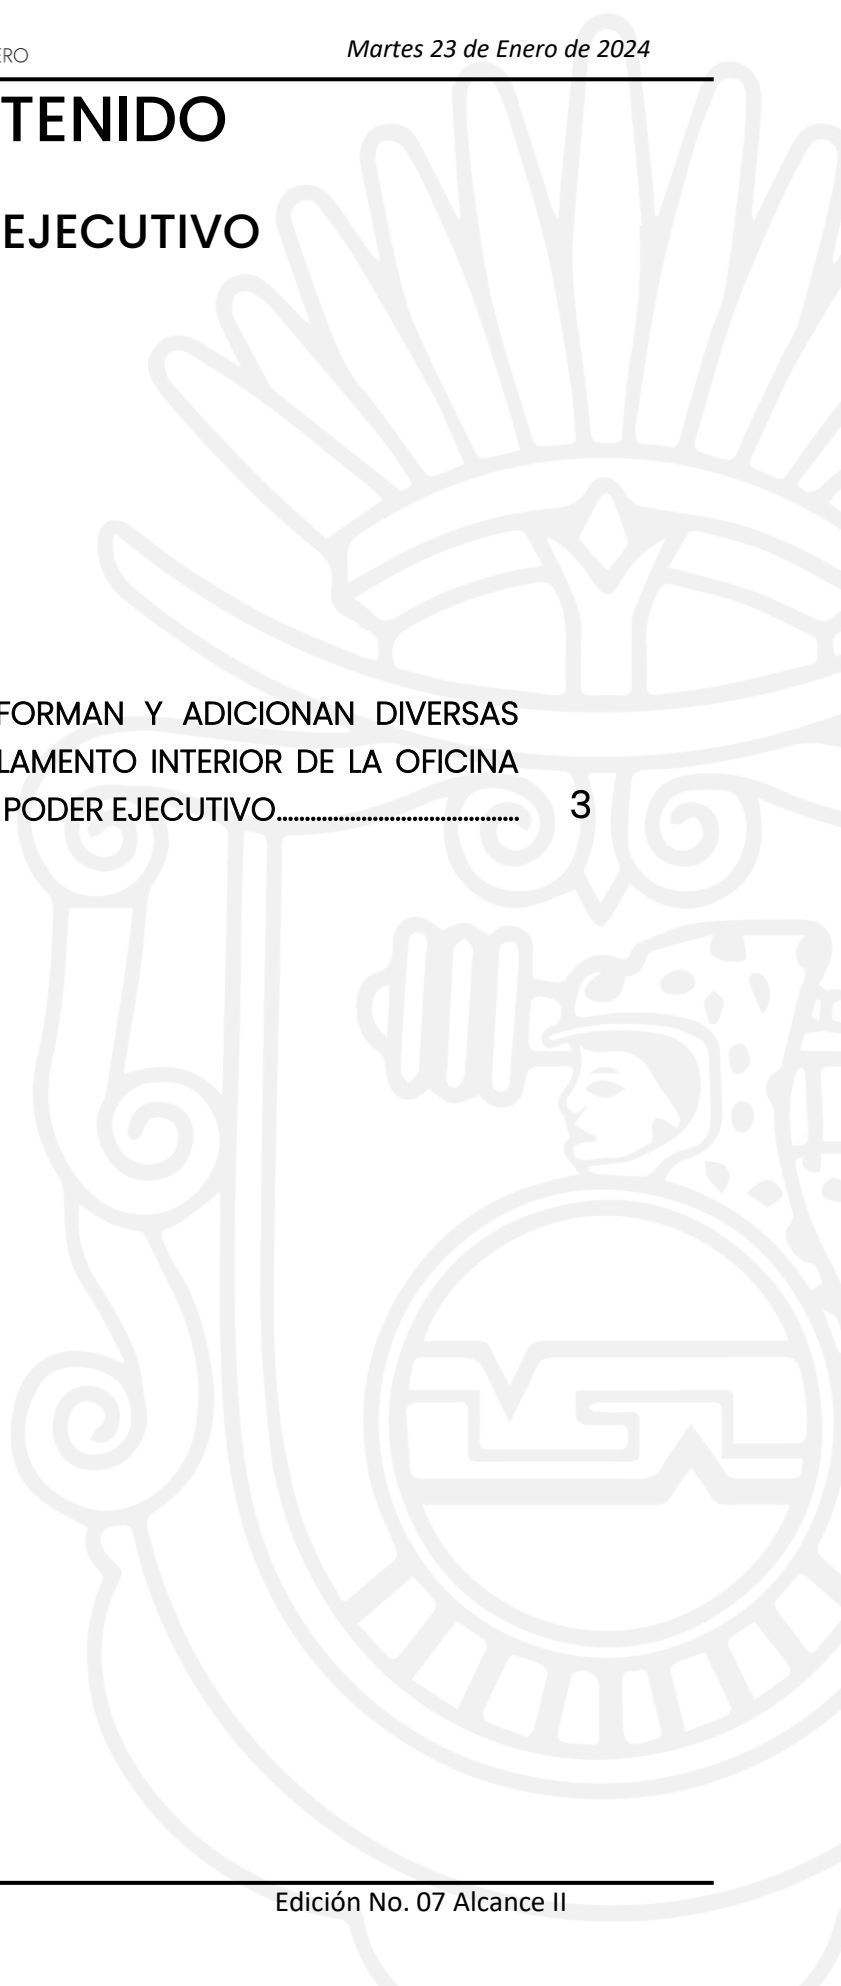 ERO
Martes 23 de Enero de 2024
TENIDO
EJECUTIVO
FORMAN Y ADICIONAN DIVERSAS
LAMENTO INTERIOR DE LA OFICINA
PODER EJECUTIVO........................................... 3
Edición No. 07 Alcance II